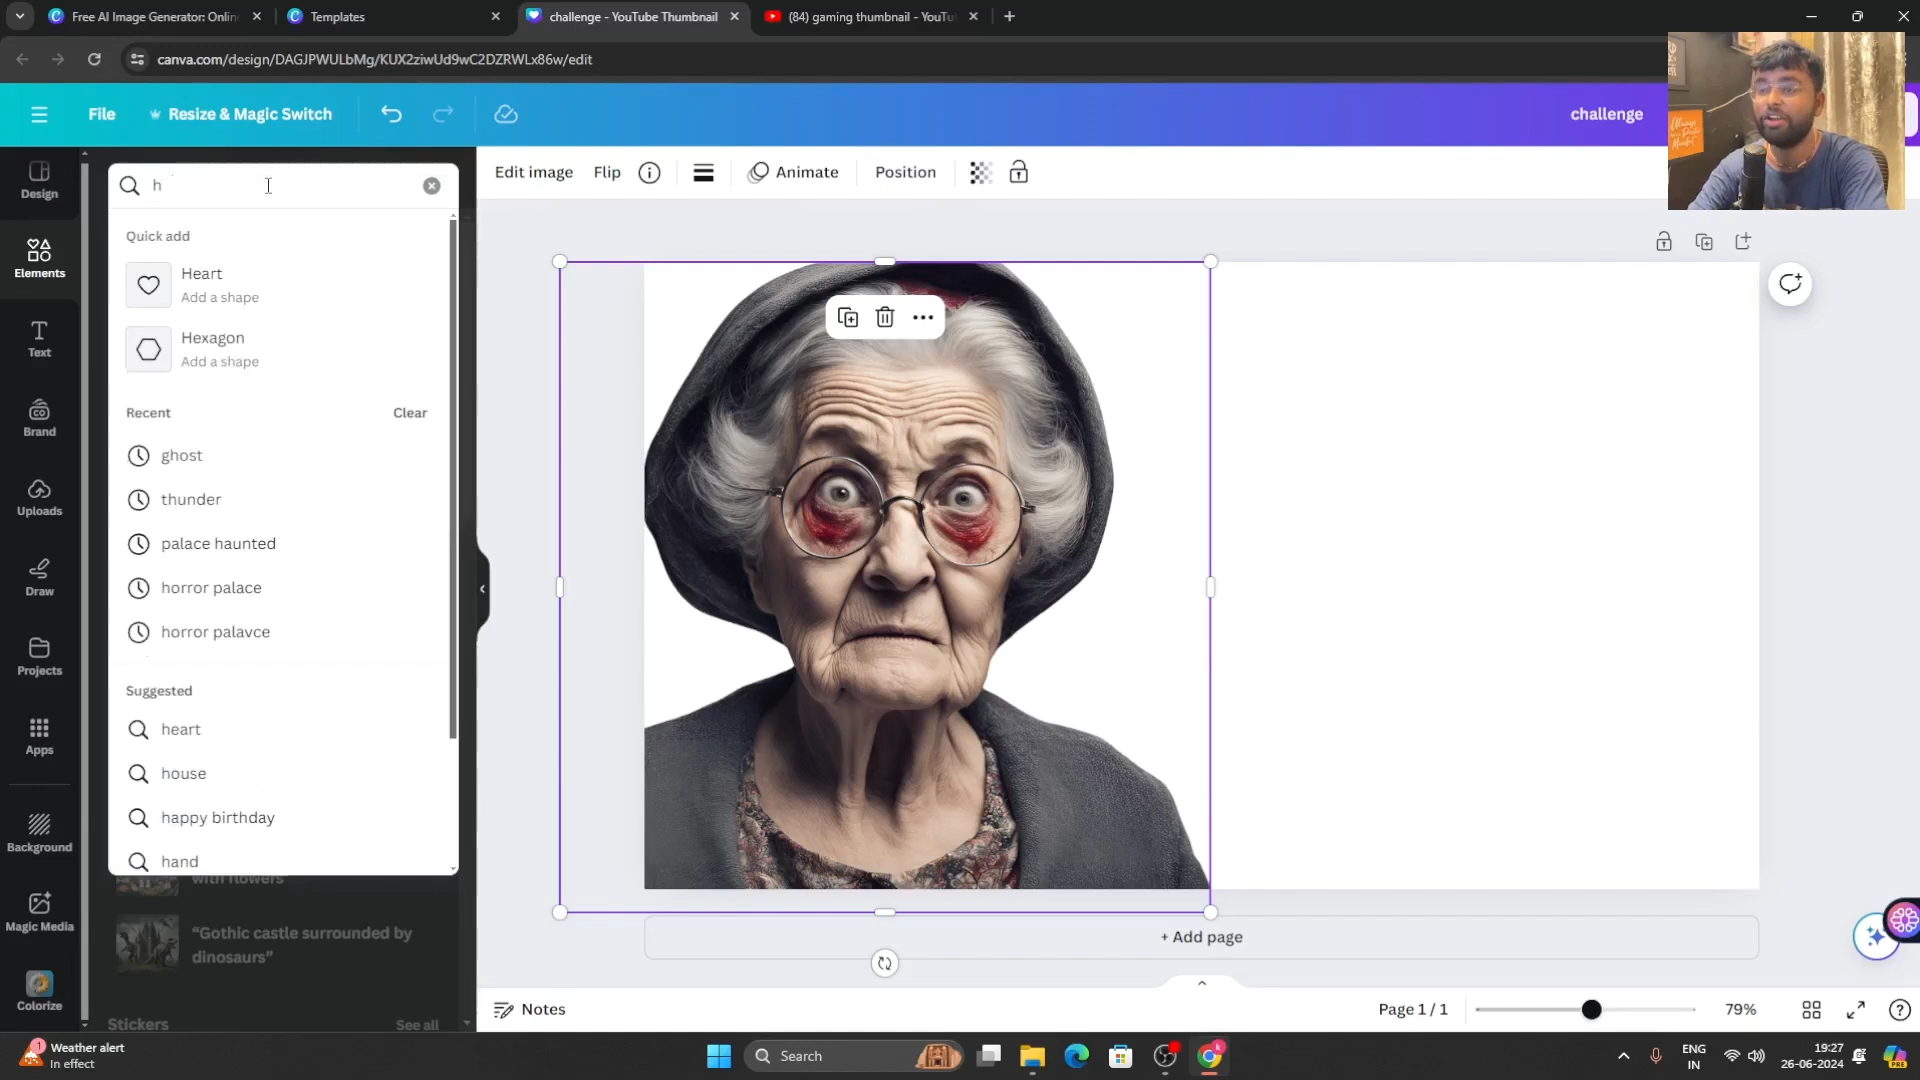 Free AI Image Generator: Onlin
Templates
challenge - YouTube Thumbnail
(84) gaming thumbnail - YouTu
canva.com/design/DAGJPWULbMg/KUX2ziwUd9wC2DZRWLx86w/edit
File
Resize & Magic Switch
challenge
Design
Elements
Text
Brand
Uploads
Draw
Projects
Apps
Background
Magic Media
Colorize
h
Quick add
Heart
Add a shape
Hexagon
Add a shape
Recent
Clear
ghost
thunder
palace haunted
horror palace
horror palavce
Suggested
heart
house
happy birthday
hand
with flowers"
"Gothic castle surrounded by
dinosaurs"
Stickers
See all
Edit image
Flip
Animate
Position
Always
+ Add page
Notes
Page 1 / 1
79%
1
Weather alert
In effect
Search
ENG
IN
19:27
26-06-2024